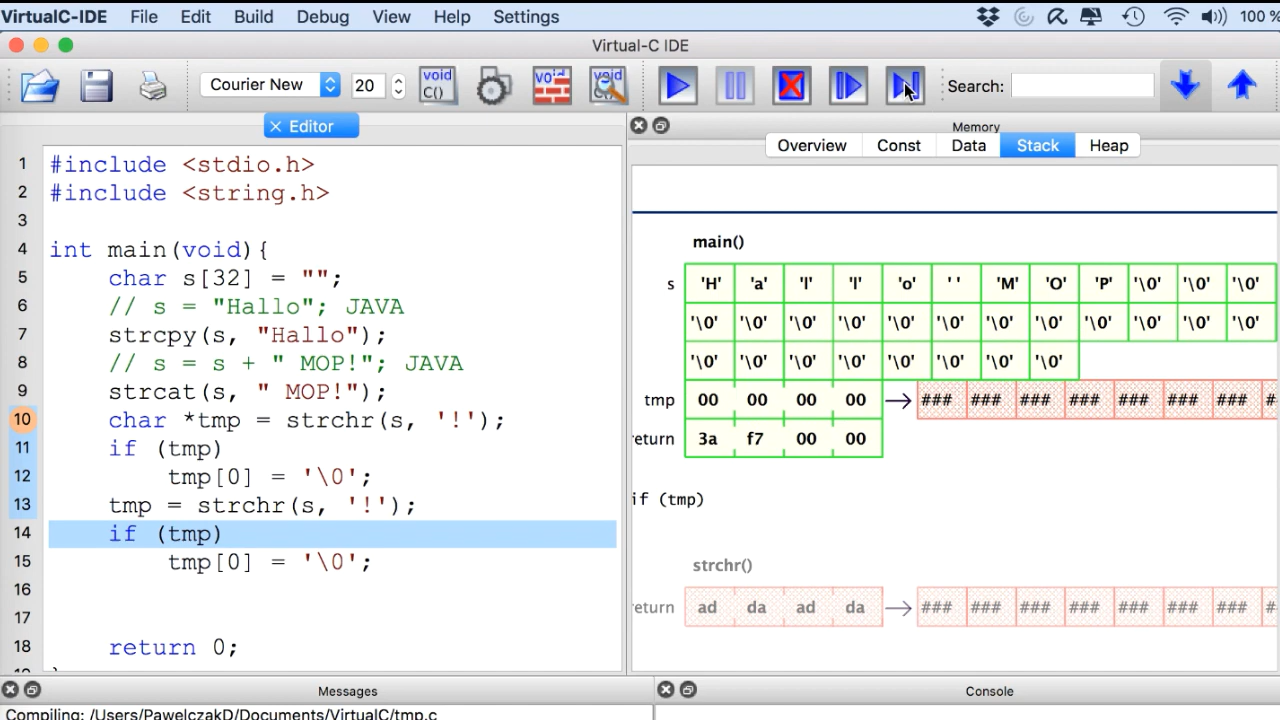 VirtualC-IDE File Edit Build Debug View Help Settings 100 %
Virtual-C IDE
Courier New 20 void C() void void Search:
Editor
Memory
Overview Const Data Stack Heap
1 #include <stdio.h>
2 #include <string.h>
3
4 int main(void){
5 char s[32] = "";
6 // s = "Hallo"; JAVA
7 strcpy(s, "Hallo");
8 // s = s + " MOP!"; JAVA
9 strcat(s, " MOP!");
10 char *tmp = strchr(s, '!');
11 if (tmp)
12 tmp[0] = '\0';
13 tmp = strchr(s, '!');
14 if (tmp)
15 tmp[0] = '\0';
16
17
18 return 0;
main()
s 'H' 'a' 'l' 'l' 'o' ' ' 'M' 'O' 'P' '\0' '\0' '\0'
'\0' '\0' '\0' '\0' '\0' '\0' '\0' '\0' '\0' '\0' '\0' '\0'
'\0' '\0' '\0' '\0' '\0' '\0' '\0' '\0'
tmp 00 00 00 00 ### ### ### ### ### ### ### #
return 3a f7 00 00
if (tmp)
strchr()
return ad da ad da ### ### ### ### ### ### ### #
Messages
Console
Compiling: /Users/PawelczakD/Documents/VirtualC/tmp.c